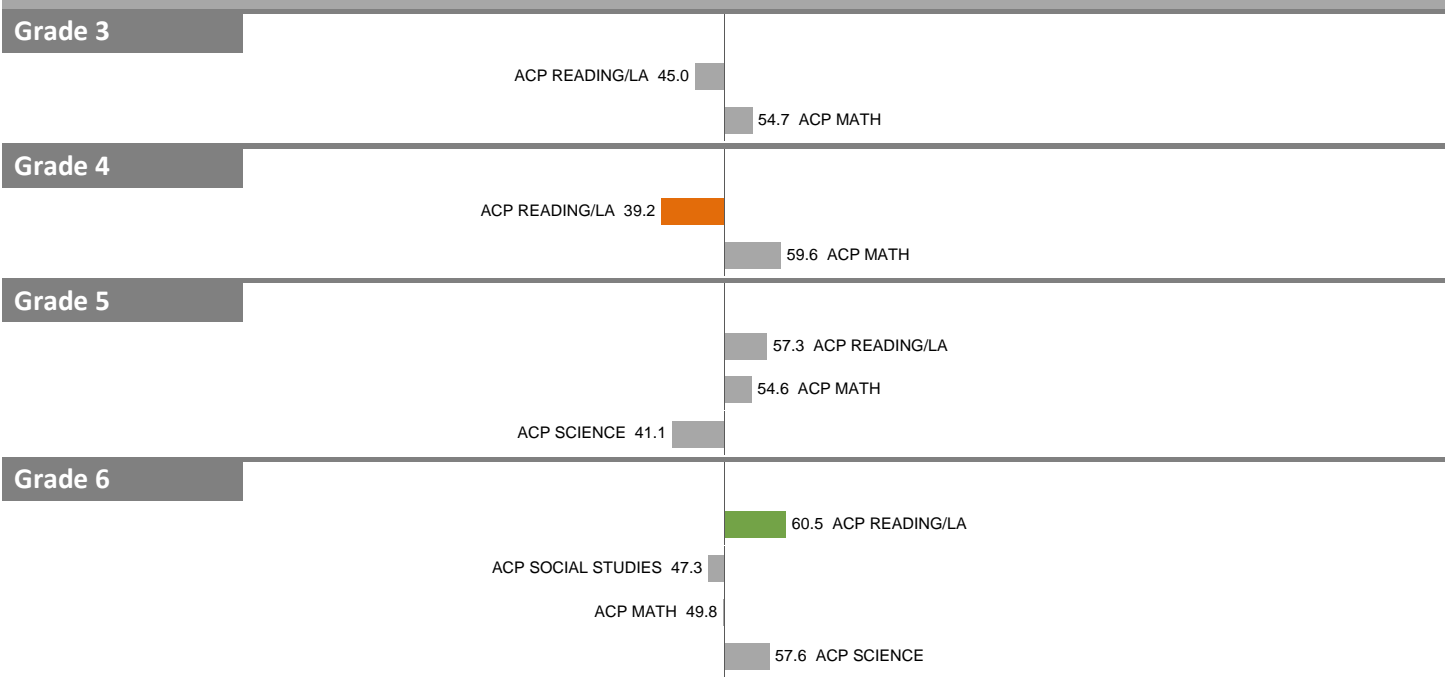 Grade 3
ACP READING/LA 45.0
54.7 ACP MATH
Grade 4
ACP READING/LA 39.2
59.6 ACP MATH
Grade 5
57.3 ACP READING/LA
54.6 ACP MATH
ACP SCIENCE 41.1
Grade 6
60.5 ACP READING/LA
ACP SOCIAL STUDIES 47.3
ACP MATH 49.8
57.6 ACP SCIENCE